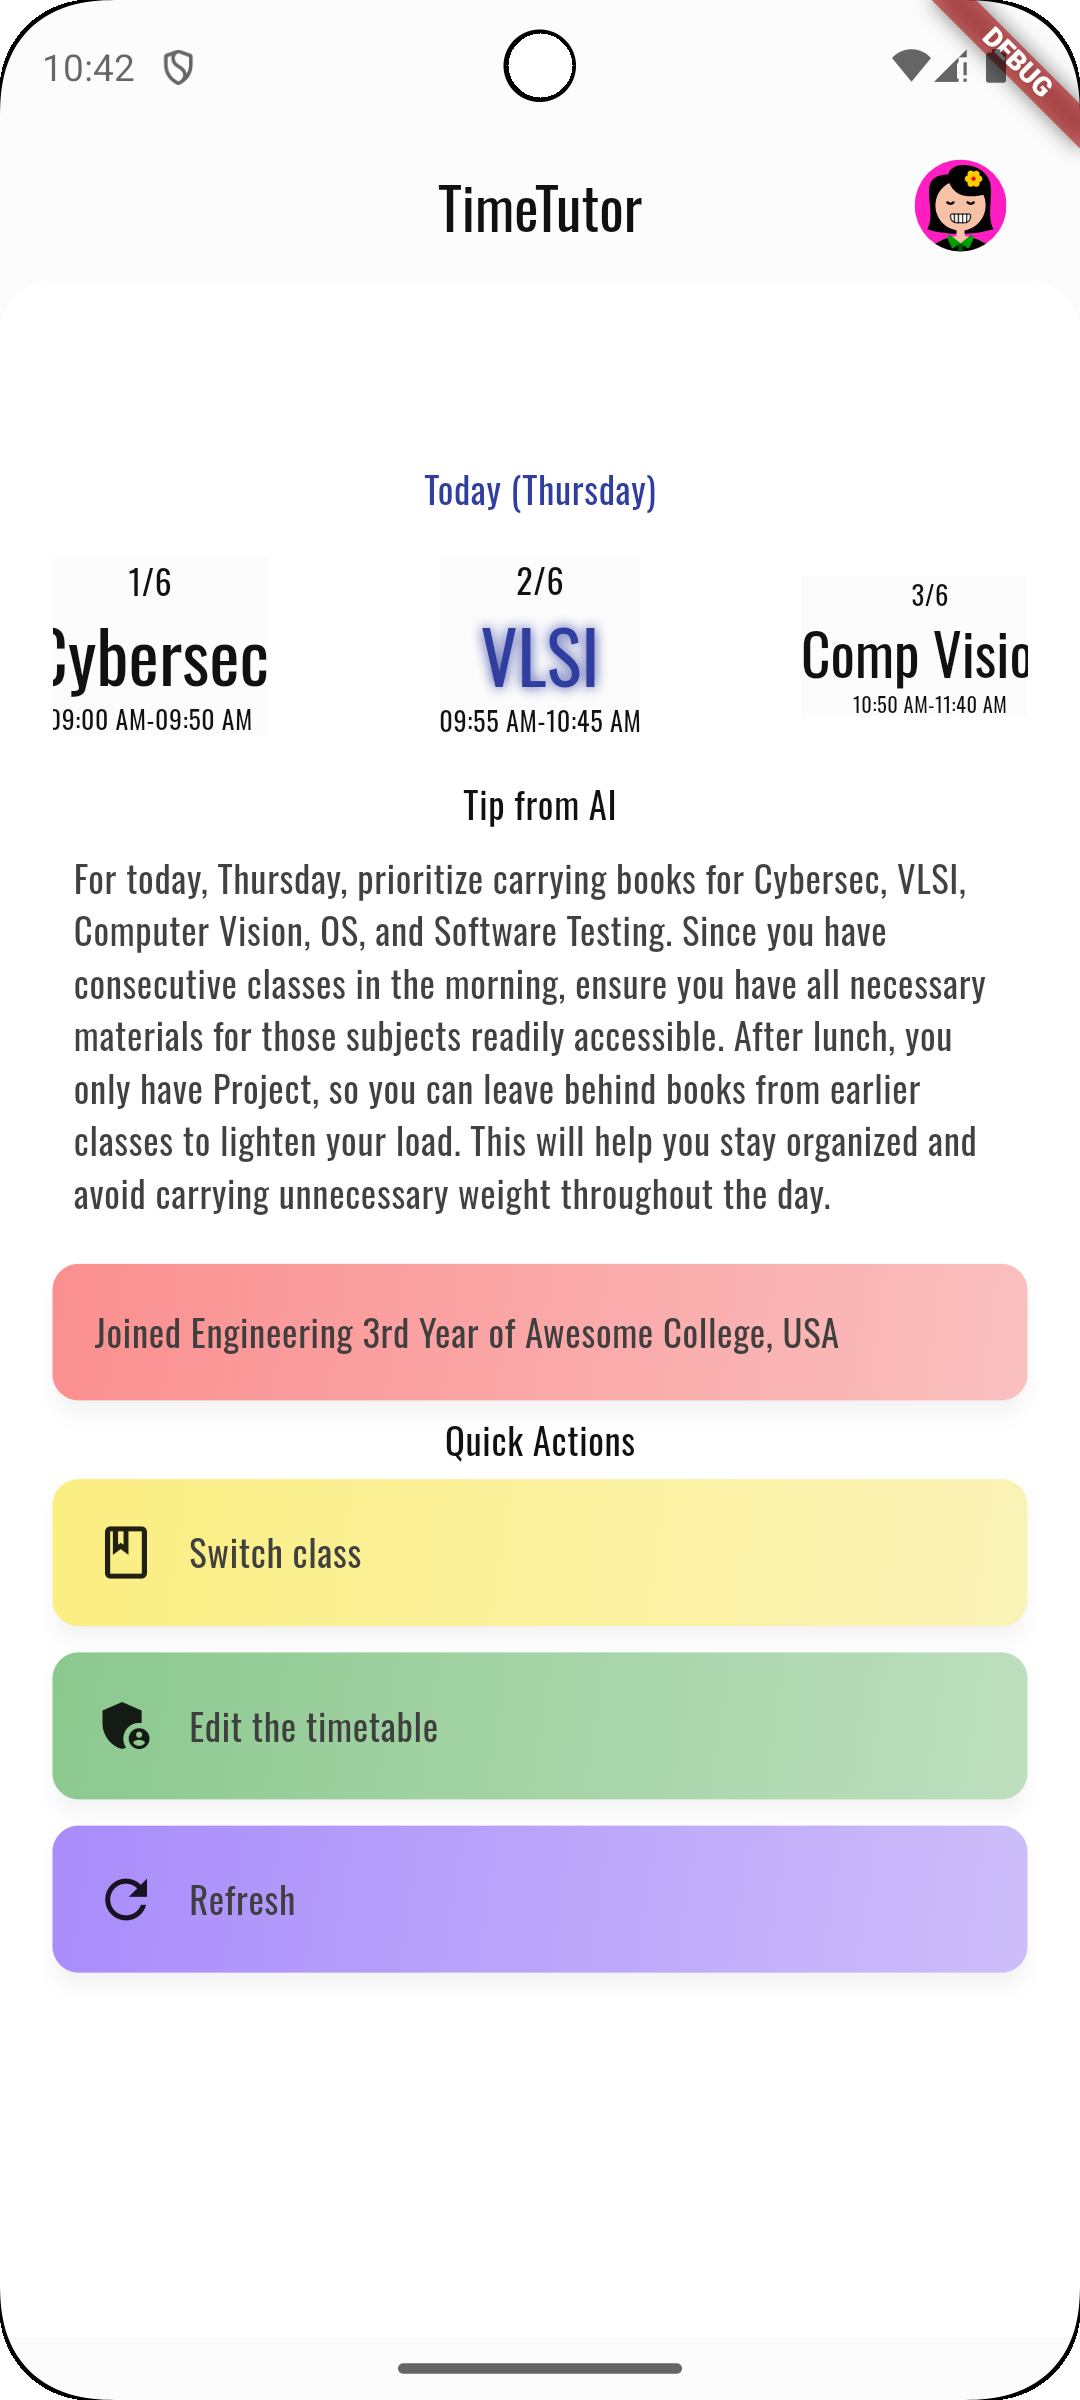 10:42
DEBUG
TimeTutor
Today (Thursday)
1/6
Cybersec
09:00 AM-09:50 AM
2/6
VLSI
09:55 AM-10:45 AM
3/6
Comp Visio
10:50 AM-11:40 AM
Tip from AI
For today, Thursday, prioritize carrying books for Cybersec, VLSI,
Computer Vision, OS, and Software Testing. Since you have
consecutive classes in the morning, ensure you have all necessary
materials for those subjects readily accessible. After lunch, you
only have Project, so you can leave behind books from earlier
classes to lighten your load. This will help you stay organized and
avoid carrying unnecessary weight throughout the day.
Joined Engineering 3rd Year of Awesome College, USA
Quick Actions
Switch class
Edit the timetable
Refresh